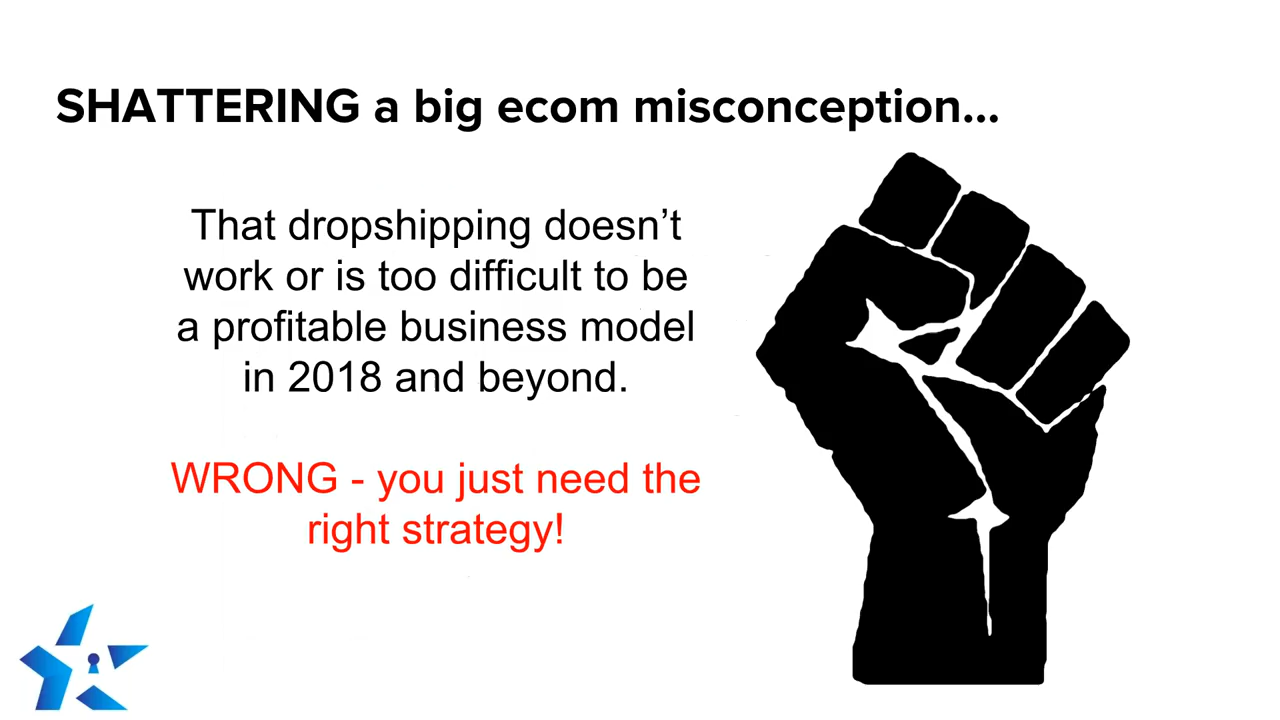 SHATTERING a big ecom misconception...
That dropshipping doesn’t
work or is too difficult to be
a profitable business model
in 2018 and beyond.
WRONG - you just need the
right strategy!